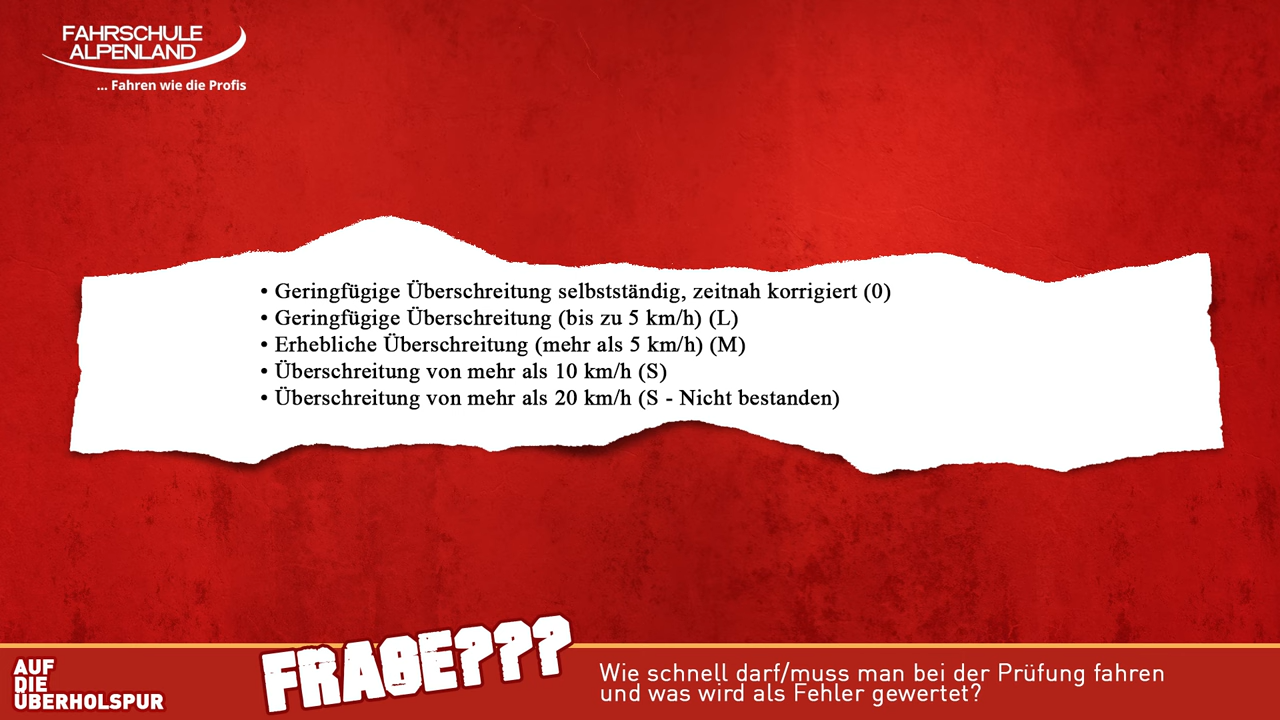 FAHRSCHULE
ALPENLAND
... Fahren wie die Profis
• Geringfügige Überschreitung selbstständig, zeitnah korrigiert (0)
• Geringfügige Überschreitung (bis zu 5 km/h) (L)
• Erhebliche Überschreitung (mehr als 5 km/h) (M)
• Überschreitung von mehr als 10 km/h (S)
• Überschreitung von mehr als 20 km/h (S - Nicht bestanden)
AUF
DIE
ÜBERHOLSPUR
FRAGE???
Wie schnell darf/muss man bei der Prüfung fahren
und was wird als Fehler gewertet?